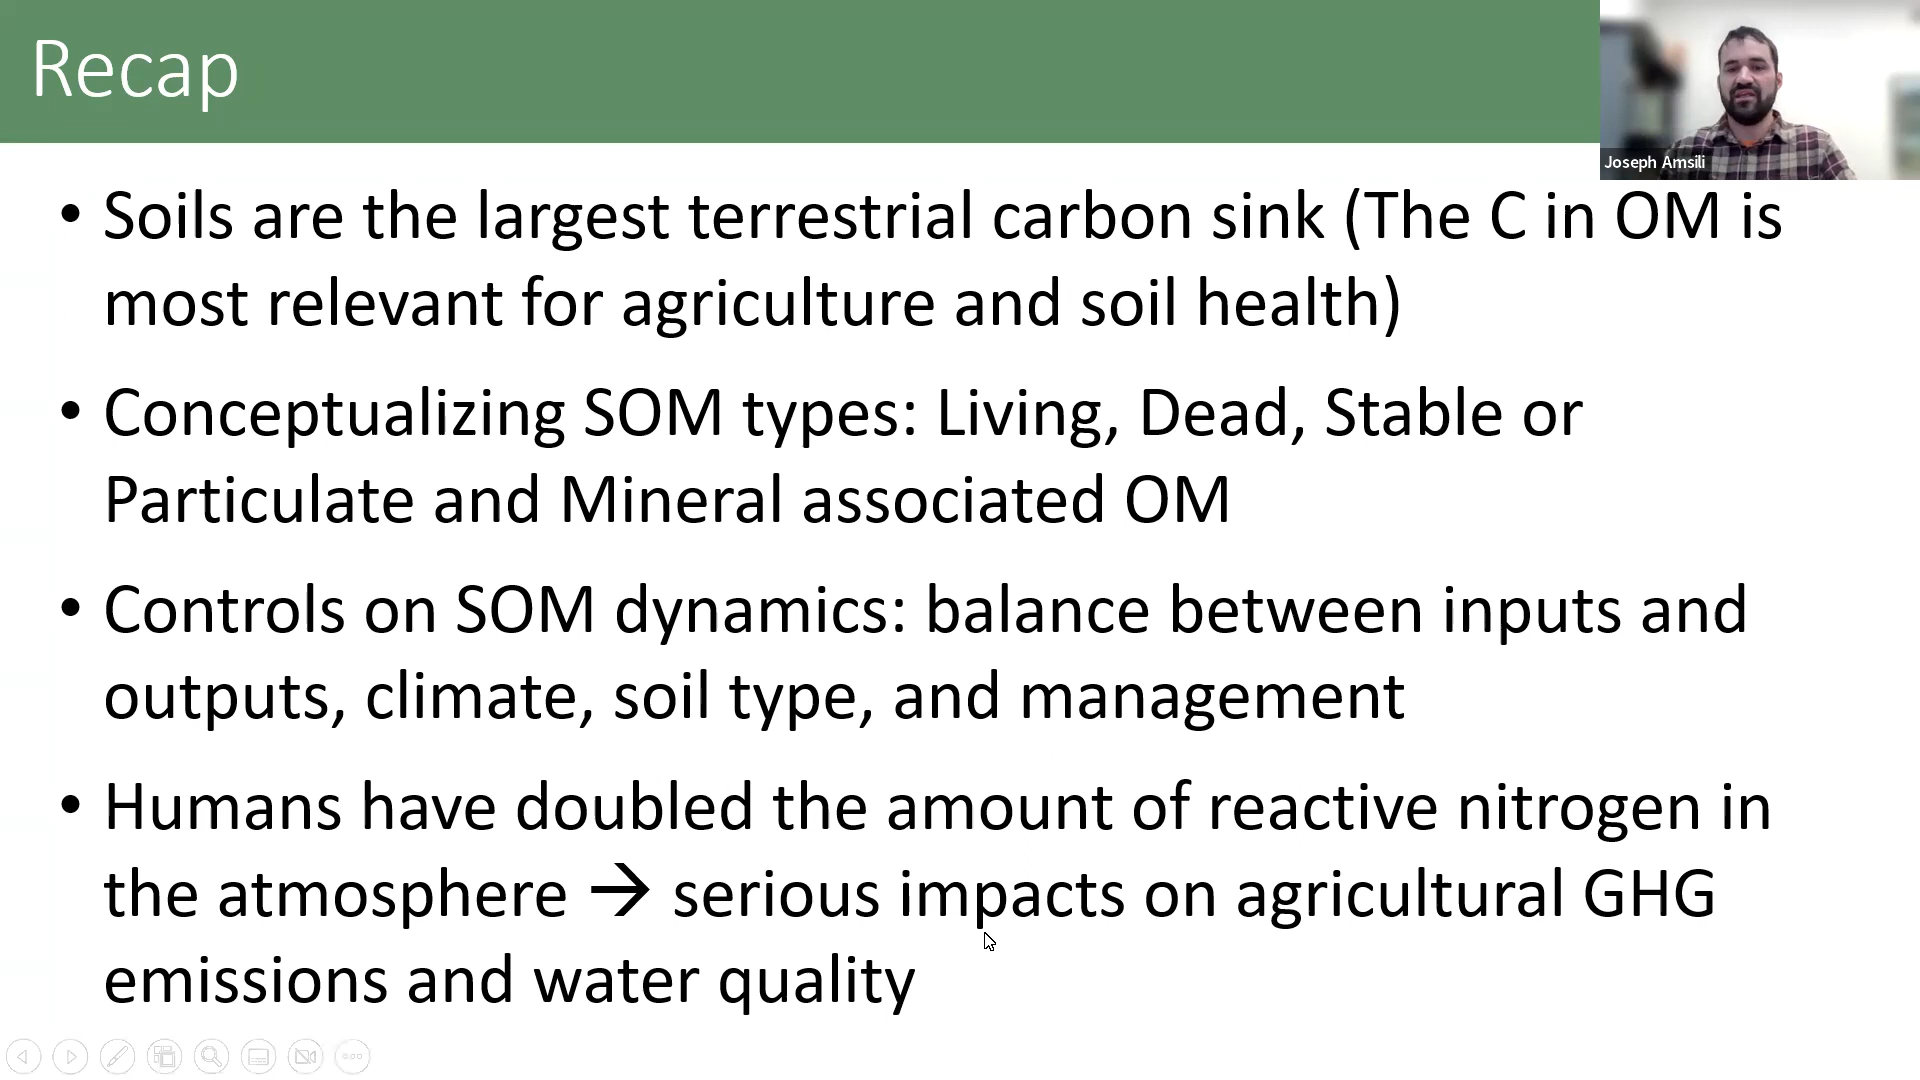 Recap
Joseph Amsili
• Soils are the largest terrestrial carbon sink (The C in OM is
most relevant for agriculture and soil health)
• Conceptualizing SOM types: Living, Dead, Stable or
Particulate and Mineral associated OM
• Controls on SOM dynamics: balance between inputs and
outputs, climate, soil type, and management
• Humans have doubled the amount of reactive nitrogen in
the atmosphere → serious impacts on agricultural GHG
emissions and water quality